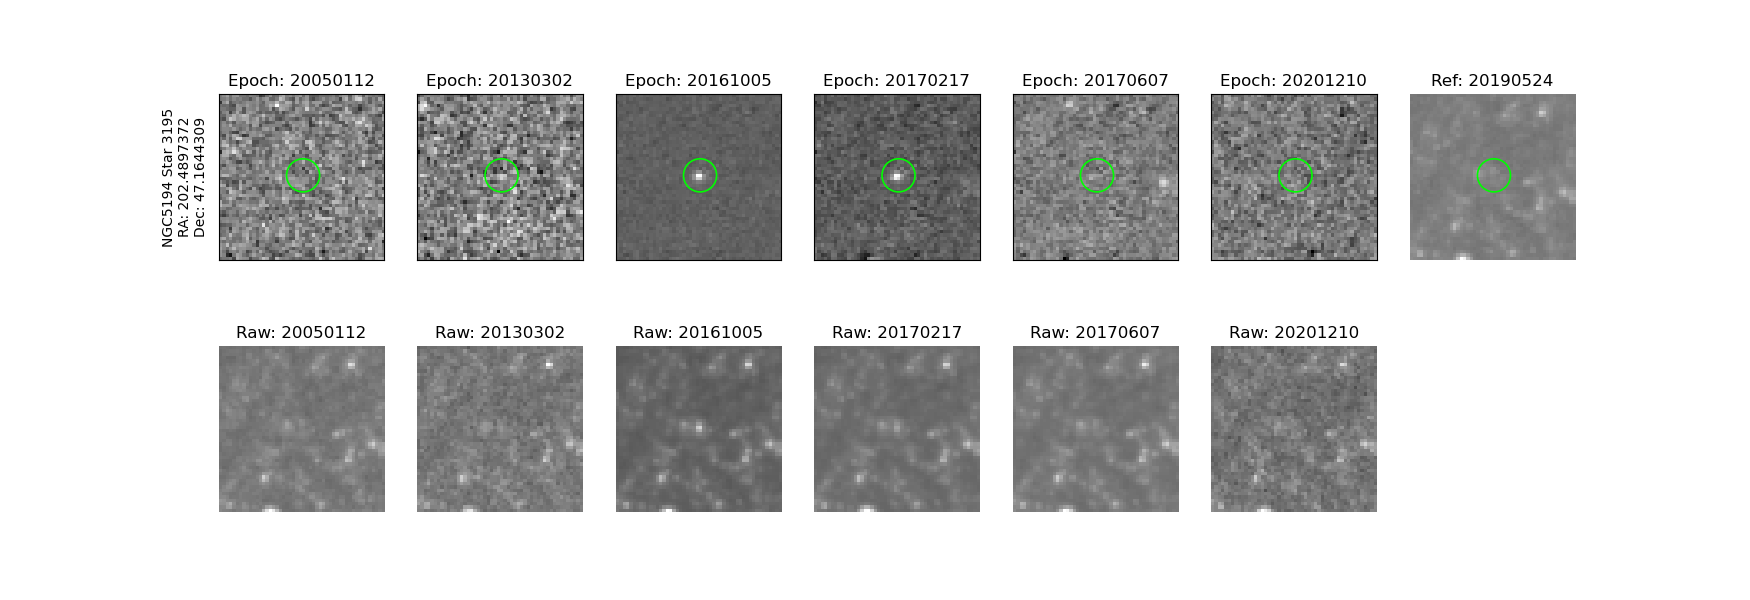 Epoch: 20050112
Epoch: 20130302
Epoch: 20161005
Epoch: 20170217
Epoch: 20170607
Epoch: 20201210
Ref: 20190524
NGC5194 Star 3195
RA: 202.4897372
Dec: 47.1644309
Raw: 20050112
Raw: 20130302
Raw: 20161005
Raw: 20170217
Raw: 20170607
Raw: 20201210